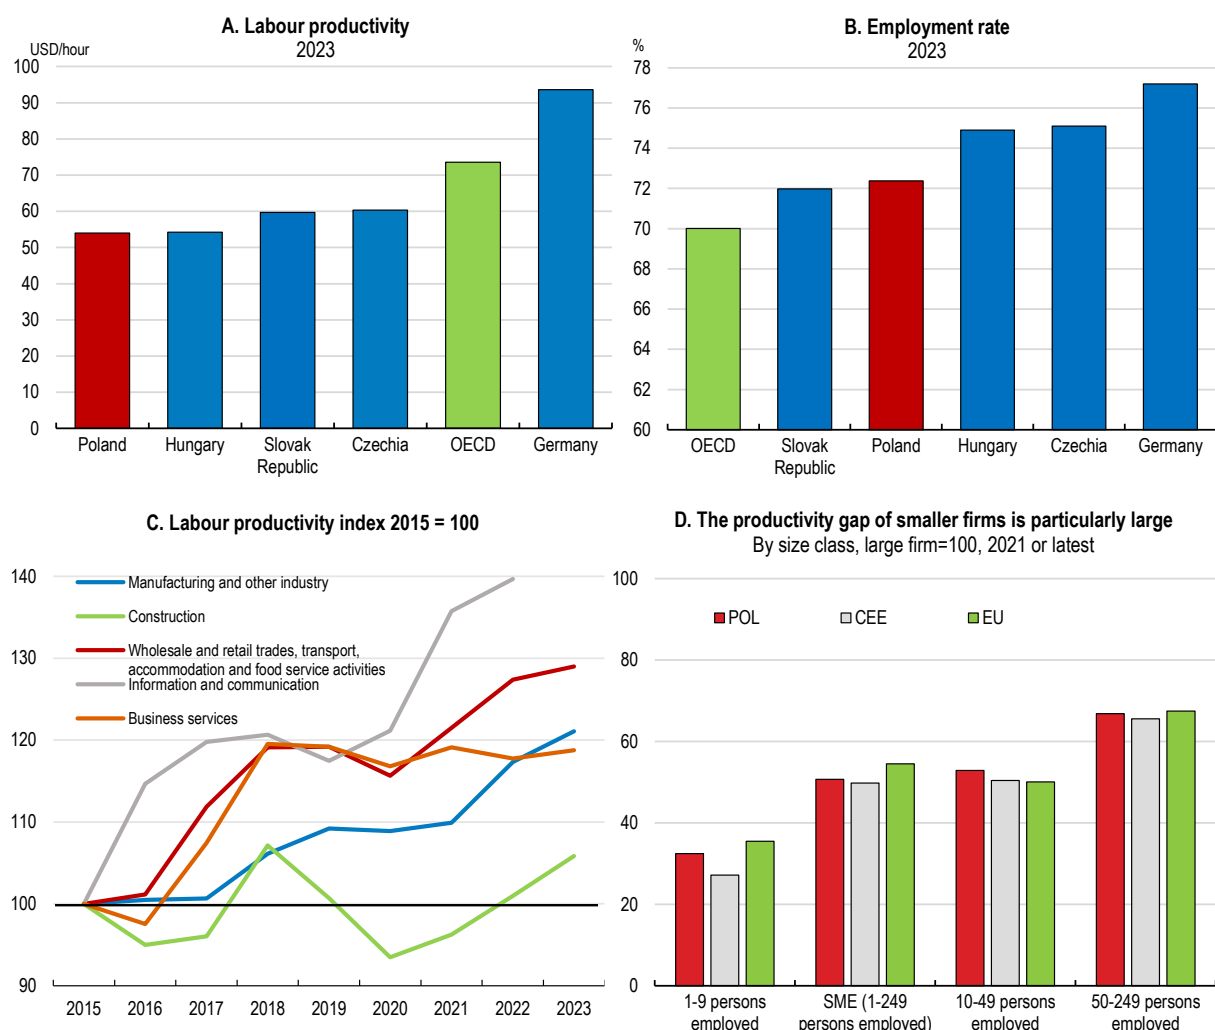 A. Labour productivity
2023
USD/hour
100
90
80
70
60
50
40
30
20
10
0
Poland
Hungary
Slovak
Republic
Czechia
OECD
Germany
B. Employment rate
2023
%
78
76
74
72
70
68
66
64
62
60
OECD
Slovak
Republic
Poland
Hungary
Czechia
Germany
C. Labour productivity index 2015 = 100
140
130
120
110
100
90
Manufacturing and other industry
Construction
Wholesale and retail trades, transport,
accommodation and food service activities
Information and communication
Business services
2015
2016
2017
2018
2019
2020
2021
2022
2023
D. The productivity gap of smaller firms is particularly large
By size class, large firm=100, 2021 or latest
100
80
60
40
20
0
POL
CEE
EU
1-9 persons
employed
SME (1-249
persons employed)
10-49 persons
employed
50-249 persons
employed